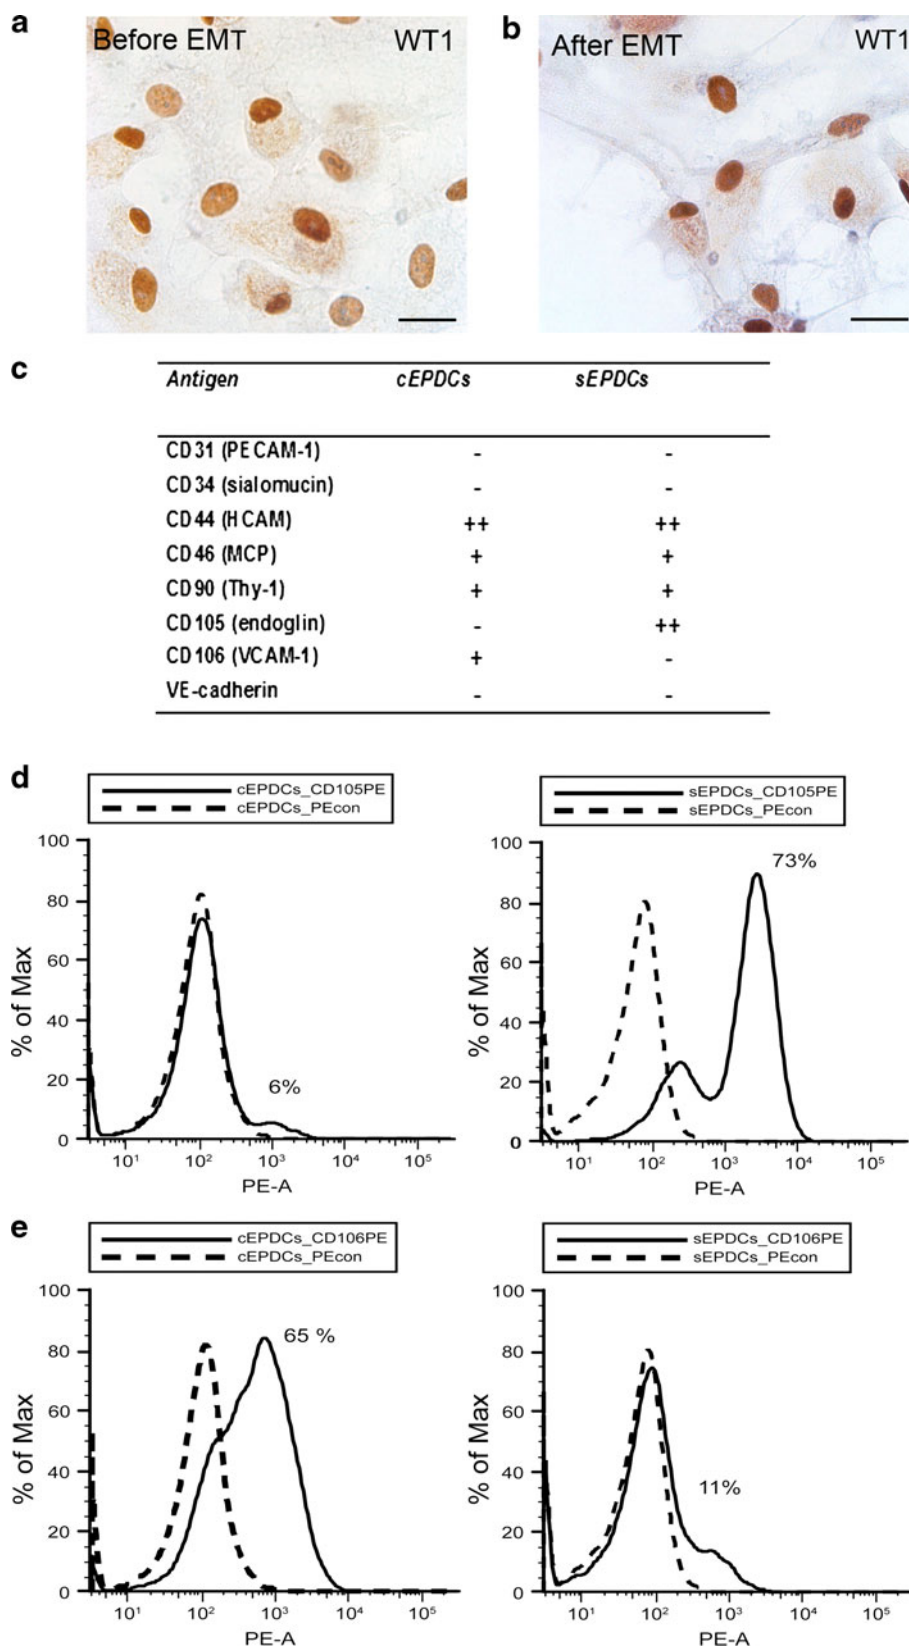 a
Before EMT WT1
b
After EMT WT1
c
Antigen cEPDCs sEPDCs
CD31 (PECAM-1) - -
CD34 (sialomucin) - -
CD44 (HCAM) ++ ++
CD46 (MCP) + +
CD90 (Thy-1) + +
CD105 (endoglin) - ++
CD106 (VCAM-1) + -
VE-cadherin - -
d
cEPDCs_CD105PE
cEPDCs_PEcon
100
80
60
40
20
0
% of Max
6%
10¹ 10² 10³ 10⁴ 10⁵
PE-A
sEPDCs_CD105PE
sEPDCs_PEcon
100
80
60
40
20
0
% of Max
73%
10¹ 10² 10³ 10⁴ 10⁵
PE-A
e
cEPDCs_CD106PE
cEPDCs_PEcon
100
80
60
40
20
0
% of Max
65 %
10¹ 10² 10³ 10⁴ 10⁵
PE-A
sEPDCs_CD106PE
sEPDCs_PEcon
100
80
60
40
20
0
% of Max
11%
10¹ 10² 10³ 10⁴ 10⁵
PE-A